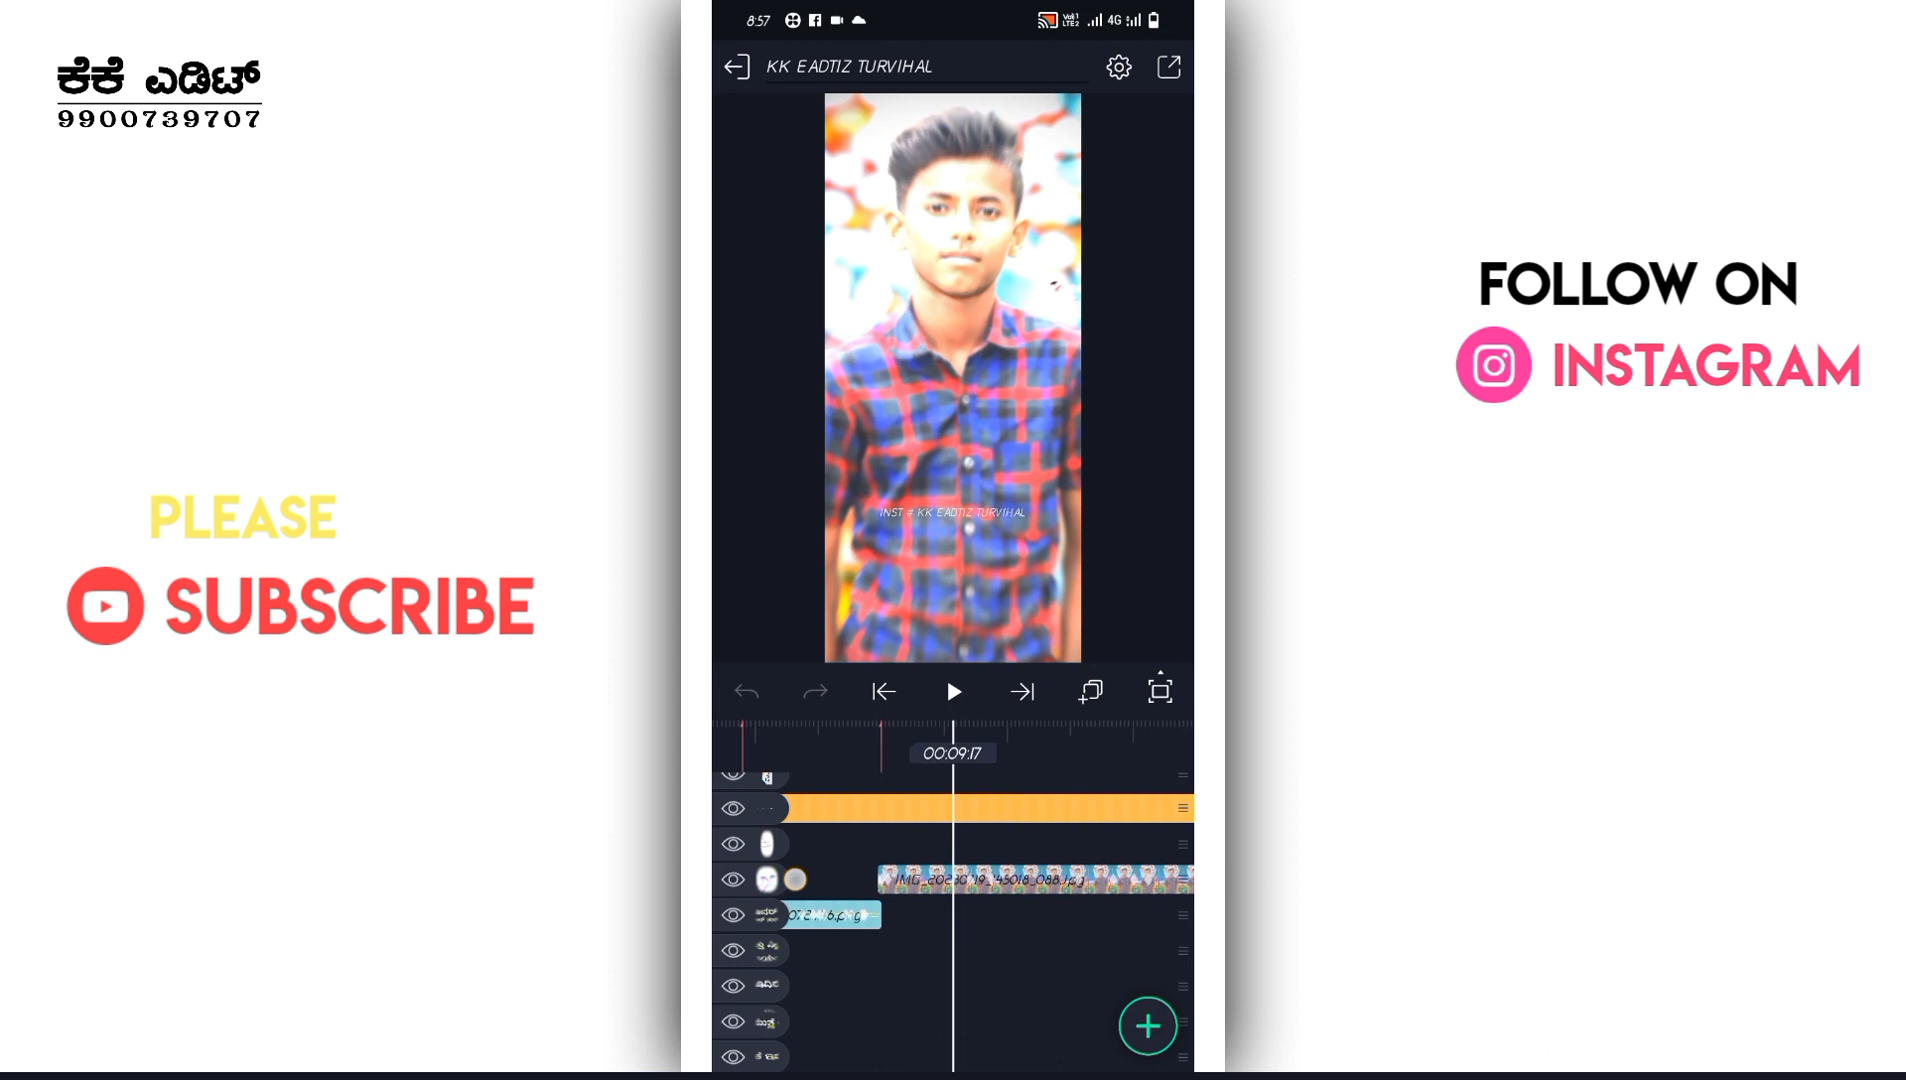 ಕೆಕೆ ಎಡಿಟ್
9900739707
PLEASE
SUBSCRIBE
FOLLOW ON
INSTAGRAM
8:57
4G
KK EADTIZ TURVIHAL
INST # KK EADTIZ TURVIHAL
00:09:17